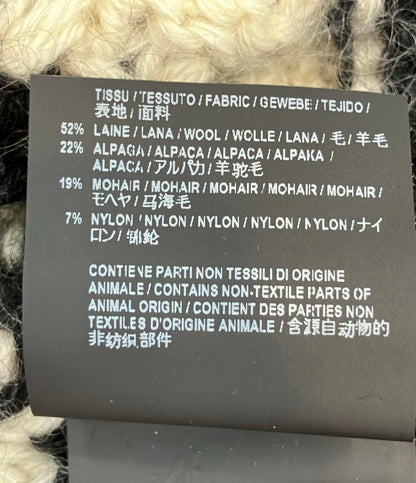 TISSU / TESSUTO / FABRIC / GEWEBE / TEJIDO /
表地 / 面料
52% LAINE / LANA / WOOL / WOLLE / LANA / 毛 / 羊毛
22% ALPAGA / ALPACA / ALPACA / ALPAKA /
ALPACA / アルパカ / 羊驼毛
19% MOHAIR / MOHAIR / MOHAIR / MOHAIR / MOHAIR /
モヘヤ / 马海毛
7% NYLON / NYLON / NYLON / NYLON / NYLON / ナイ
ロン / 锦纶
CONTIENE PARTI NON TESSILI DI ORIGINE
ANIMALE / CONTAINS NON-TEXTILE PARTS OF
ANIMAL ORIGIN / CONTIENT DES PARTIES NON
TEXTILES D'ORIGINE ANIMALE / 含源自动物的
非纺织部件